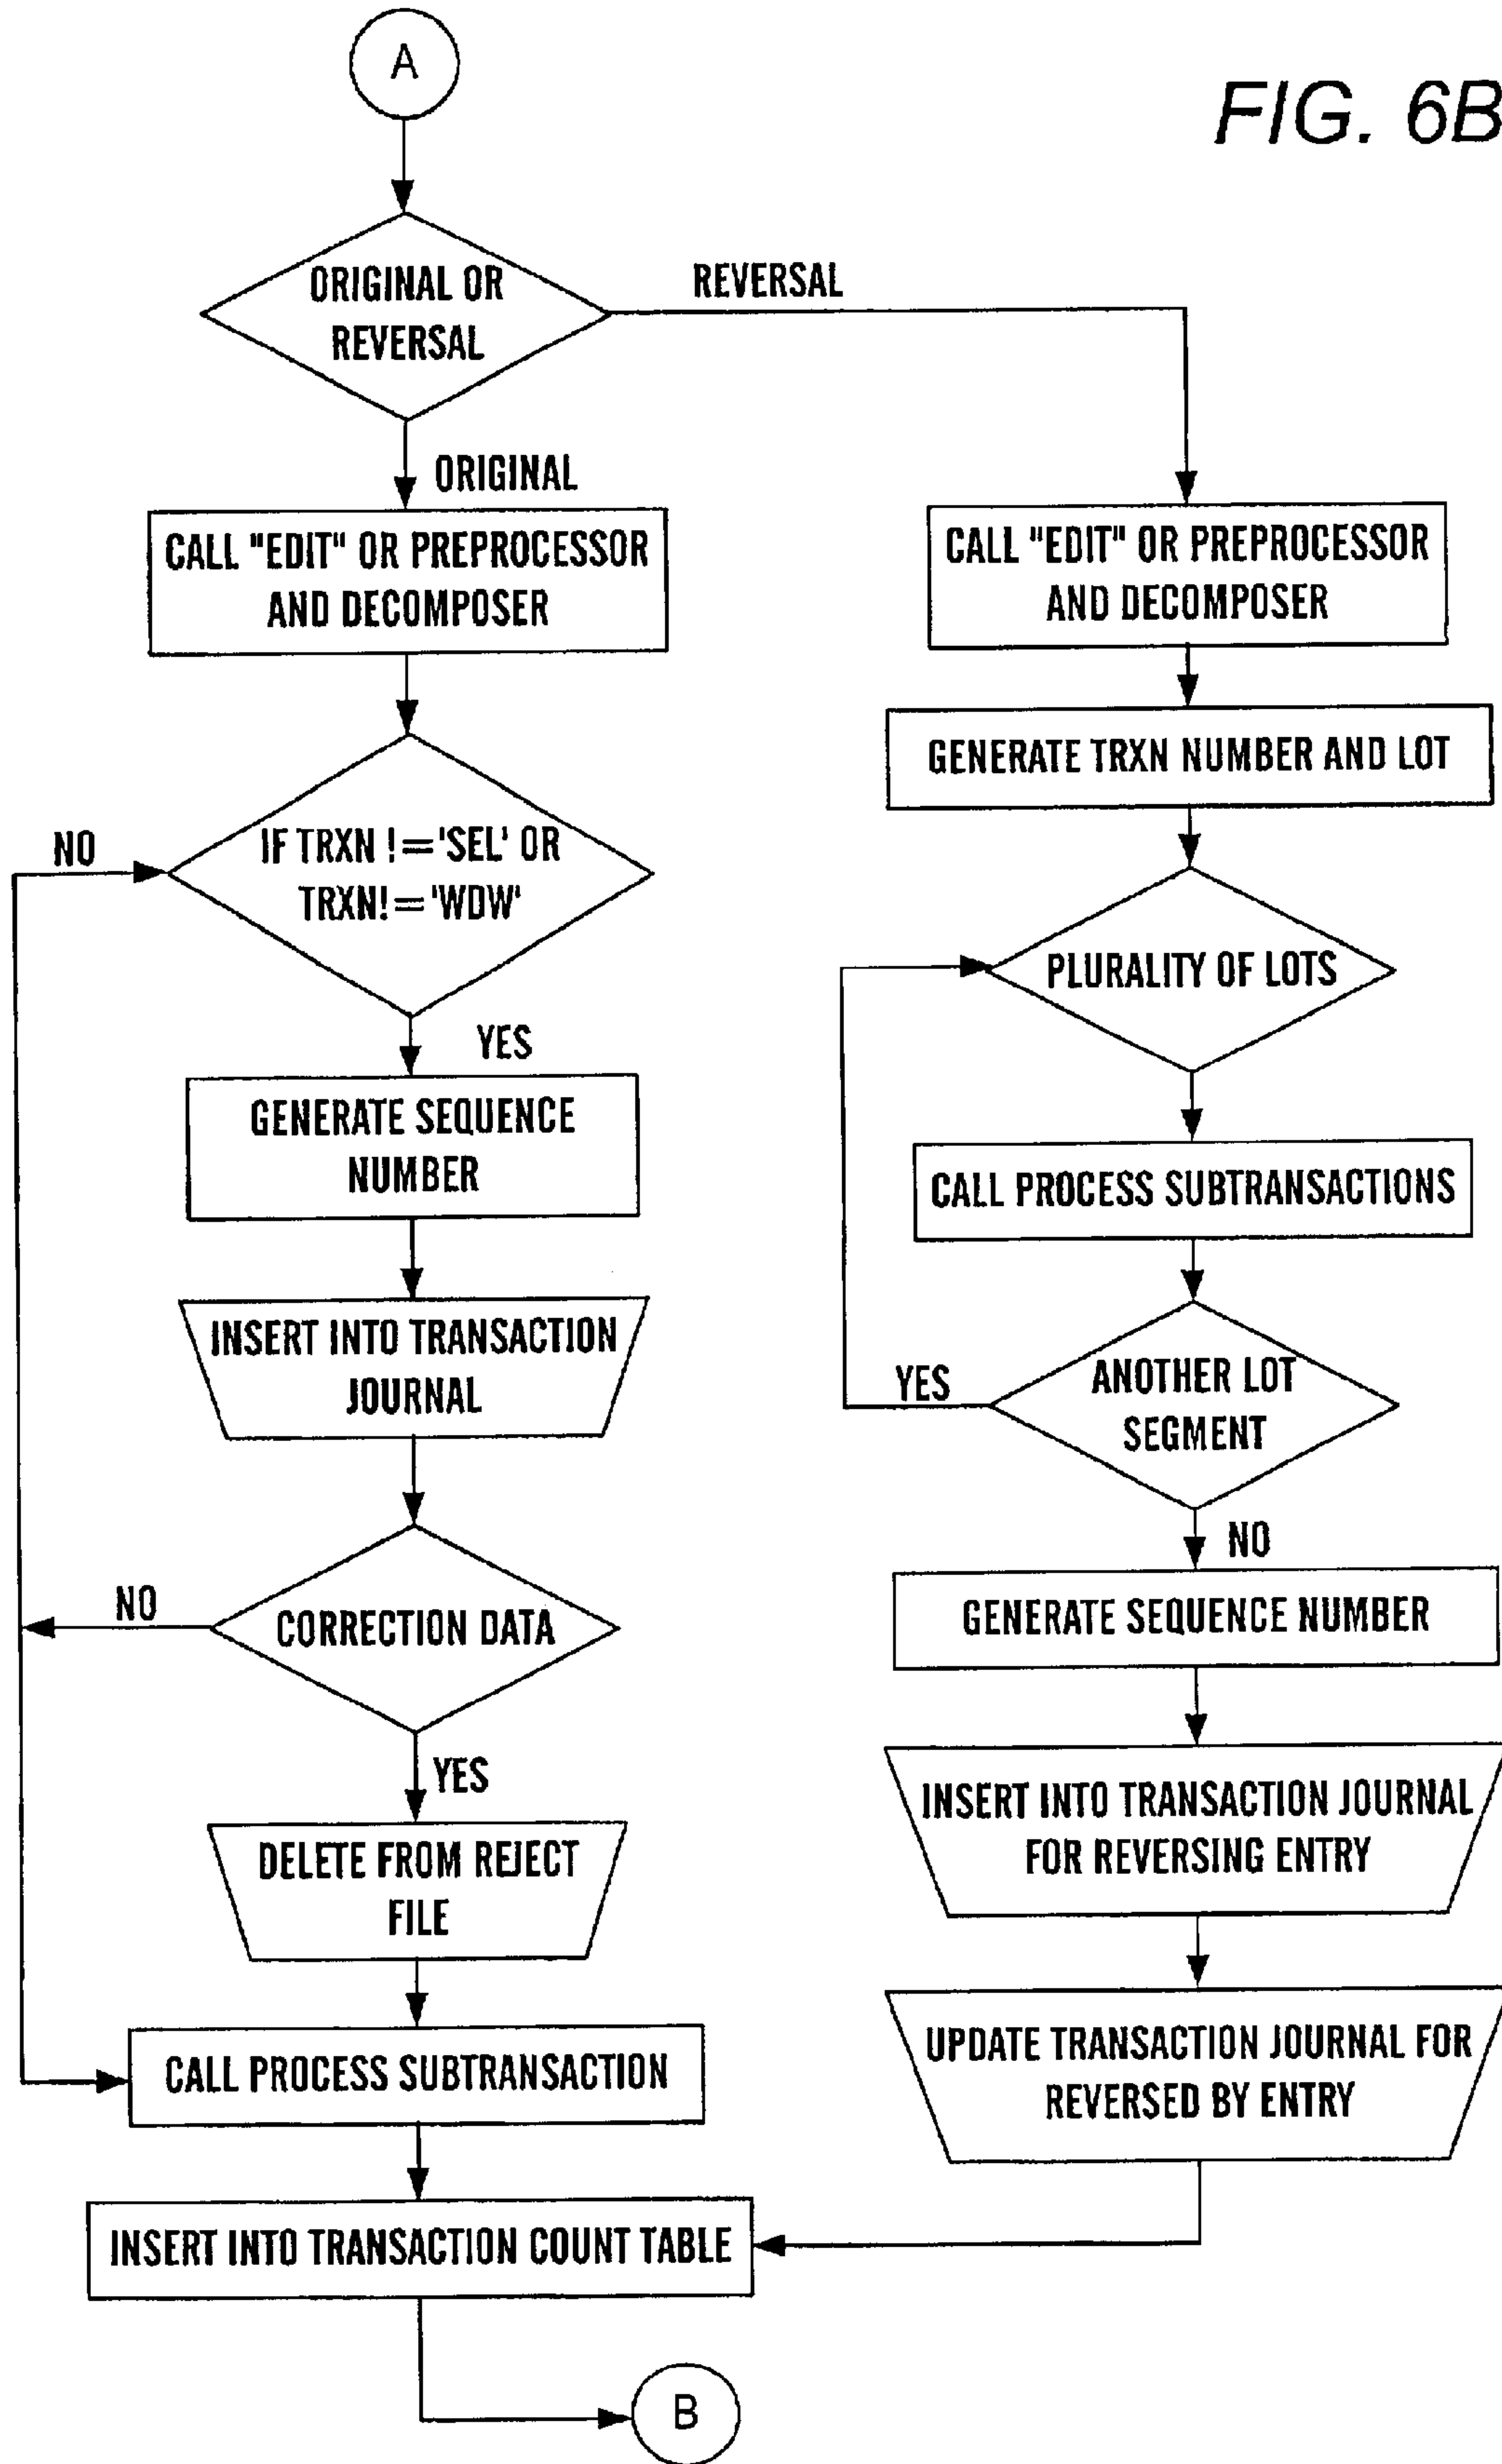 A
FIG. 6B
ORIGINAL OR
REVERSAL
REVERSAL
ORIGINAL
CALL "EDIT" OR PREPROCESSOR
AND DECOMPOSER
IF TRXN !='SEL' OR
TRXN!='WDW'
NO
YES
GENERATE SEQUENCE
NUMBER
INSERT INTO TRANSACTION
JOURNAL
CORRECTION DATA
NO
YES
DELETE FROM REJECT
FILE
CALL PROCESS SUBTRANSACTION
INSERT INTO TRANSACTION COUNT TABLE
CALL "EDIT" OR PREPROCESSOR
AND DECOMPOSER
GENERATE TRXN NUMBER AND LOT
PLURALITY OF LOTS
CALL PROCESS SUBTRANSACTIONS
ANOTHER LOT
SEGMENT
YES
NO
GENERATE SEQUENCE NUMBER
INSERT INTO TRANSACTION JOURNAL
FOR REVERSING ENTRY
UPDATE TRANSACTION JOURNAL FOR
REVERSED BY ENTRY
B